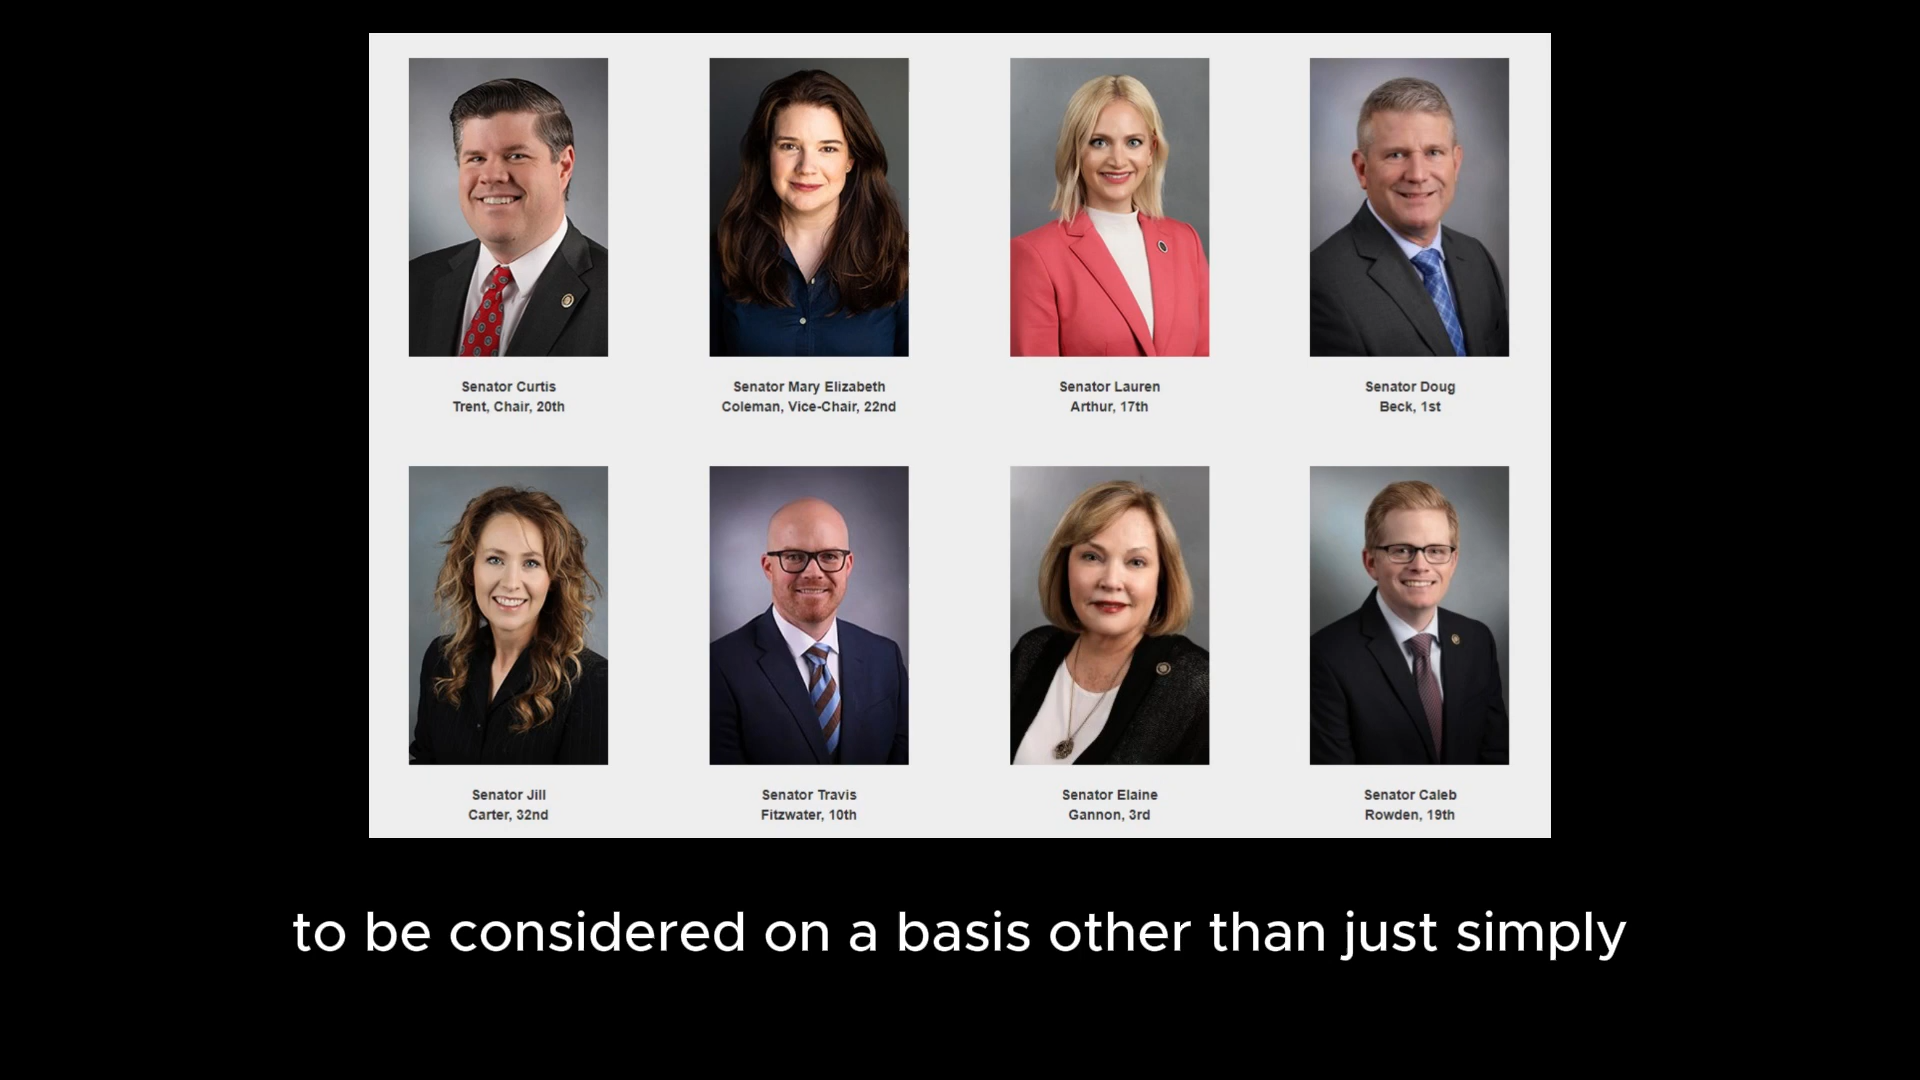 Senator Curtis
Trent, Chair, 20th
Senator Mary Elizabeth
Coleman, Vice-Chair, 22nd
Senator Lauren
Arthur, 17th
Senator Doug
Beck, 1st
Senator Jill
Carter, 32nd
Senator Travis
Fitzwater, 10th
Senator Elaine
Gannon, 3rd
Senator Caleb
Rowden, 19th
to be considered on a basis other than just simply